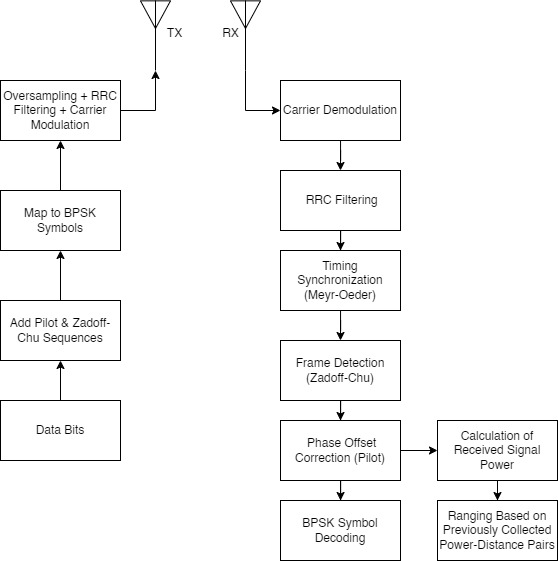 TX
RX
Oversampling + RRC
Filtering + Carrier
Modulation
Map to BPSK
Symbols
Add Pilot & Zadoff-
Chu Sequences
Data Bits
Carrier Demodulation
RRC Filtering
Timing
Synchronization
(Meyr-Oeder)
Frame Detection
(Zadoff-Chu)
Phase Offset
Correction (Pilot)
BPSK Symbol
Decoding
Calculation of
Received Signal
Power
Ranging Based on
Previously Collected
Power-Distance Pairs